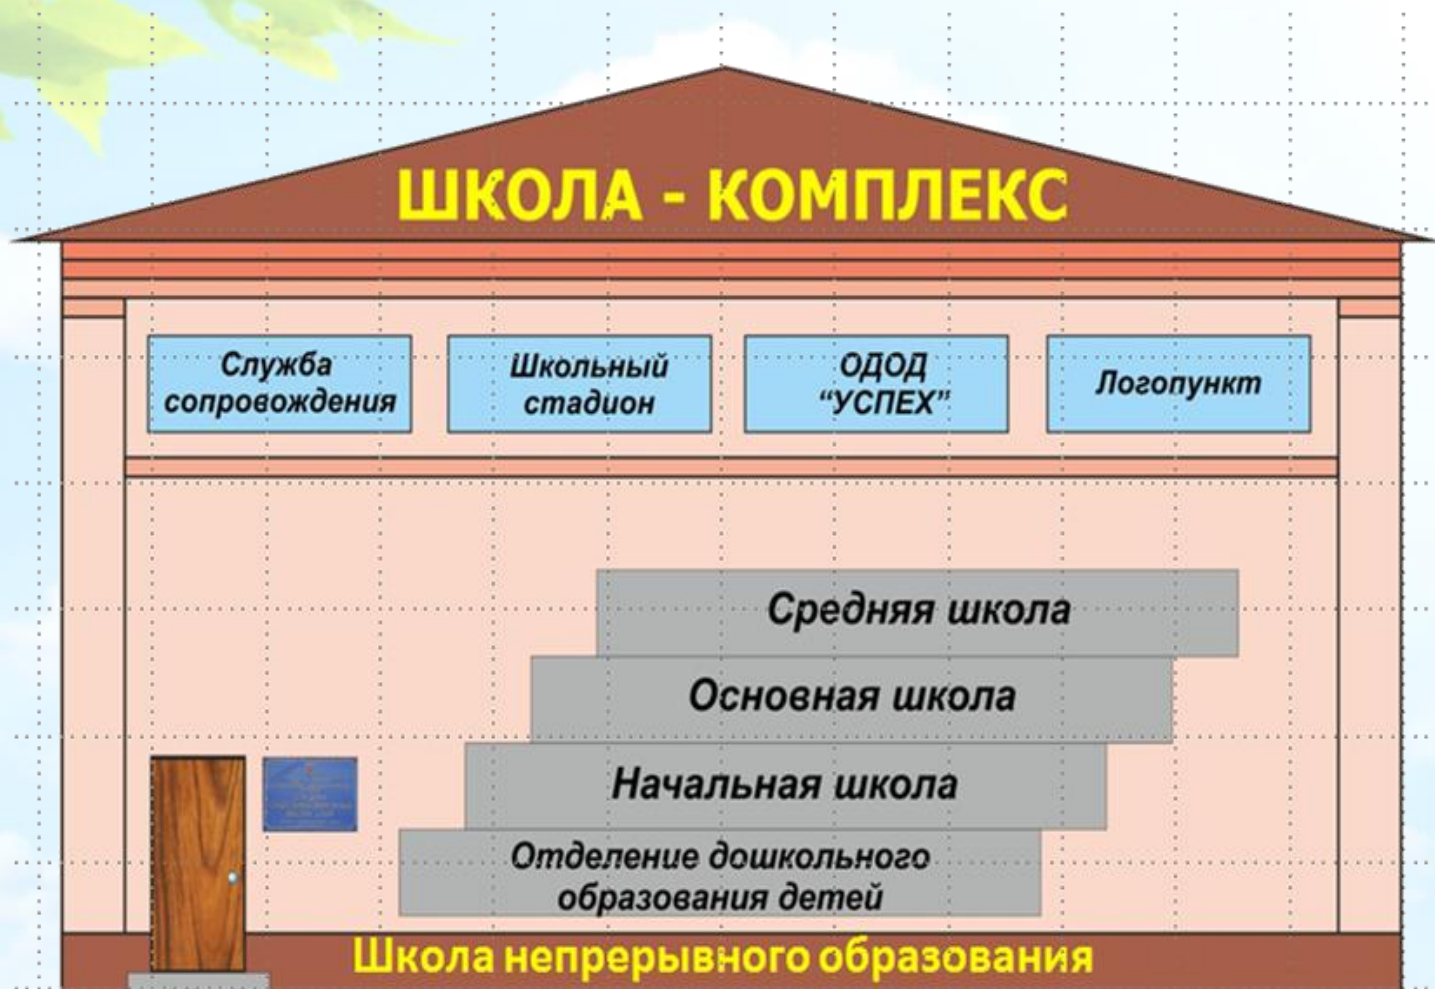 ШКОЛА - КОМПЛЕКС
Служба
сопровождения
Школьный
стадион
ОДОД
“УСПЕХ”
Логопункт
Средняя школа
Основная школа
Начальная школа
Отделение дошкольного
образования детей
Школа непрерывного образования